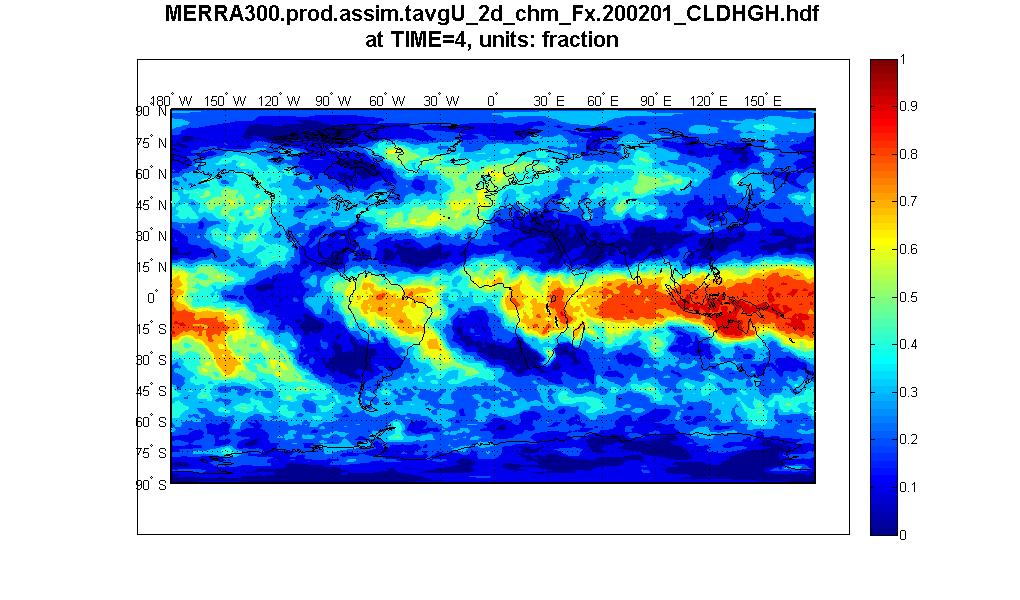 MERRA300.prod.assim.tavgU_2d_chm_Fx.200201_CLDHGH.hdf
at TIME=4, units: fraction
180° W 150° W 120° W 90° W 60° W 30° W 0° 30° E 60° E 90° E 120° E 150° E
90° N
75° N
60° N
45° N
30° N
15° N
0°
15° S
30° S
45° S
60° S
75° S
90° S
1
0.9
0.8
0.7
0.6
0.5
0.4
0.3
0.2
0.1
0